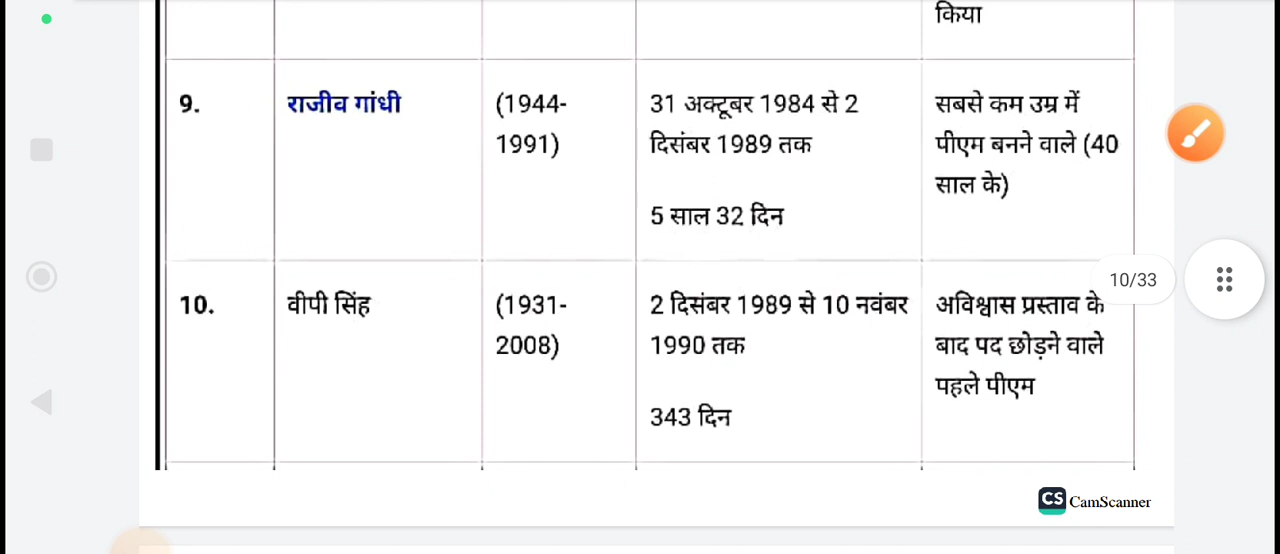 किया
9.
राजीव गांधी
(1944-
1991)
31 अक्टूबर 1984 से 2
दिसंबर 1989 तक
5 साल 32 दिन
सबसे कम उम्र में
पीएम बनने वाले (40
साल के)
10.
वीपी सिंह
(1931-
2008)
2 दिसंबर 1989 से 10 नवंबर
1990 तक
343 दिन
अविश्वास प्रस्ताव के
बाद पद छोड़ने वाले
पहले पीएम
10/33
CS CamScanner